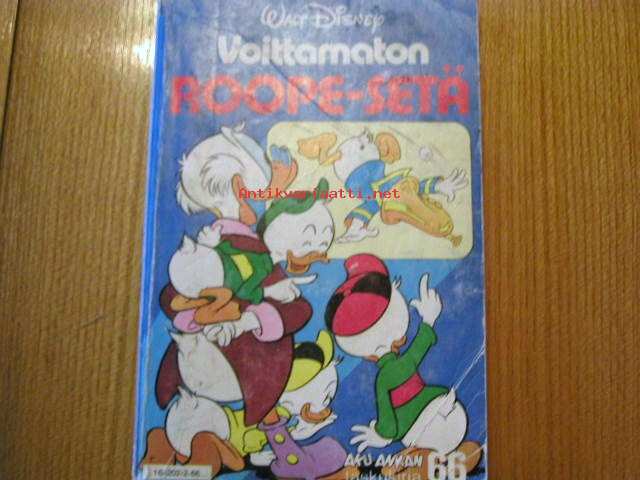 WALT DISNEY
Voittamaton
ROOPE-SETÄ
Antikvariaatti.net
AKU ANKAN
taskukirja 66